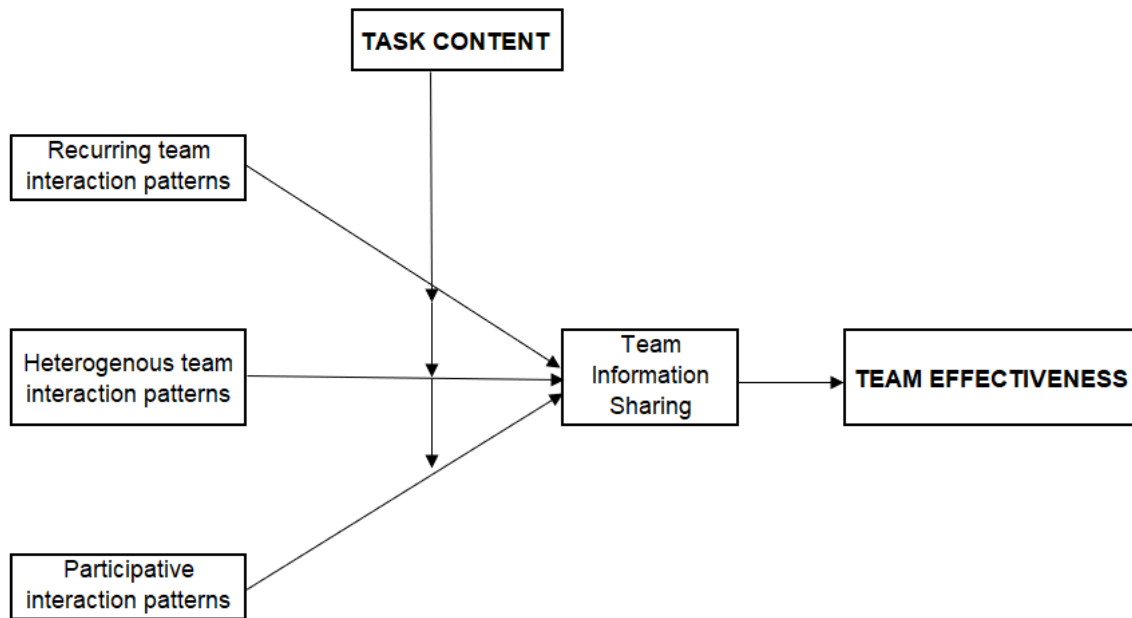 TASK CONTENT
Recurring team
interaction patterns
Heterogenous team
interaction patterns
Team
Information
Sharing
TEAM EFFECTIVENESS
Participative
interaction patterns